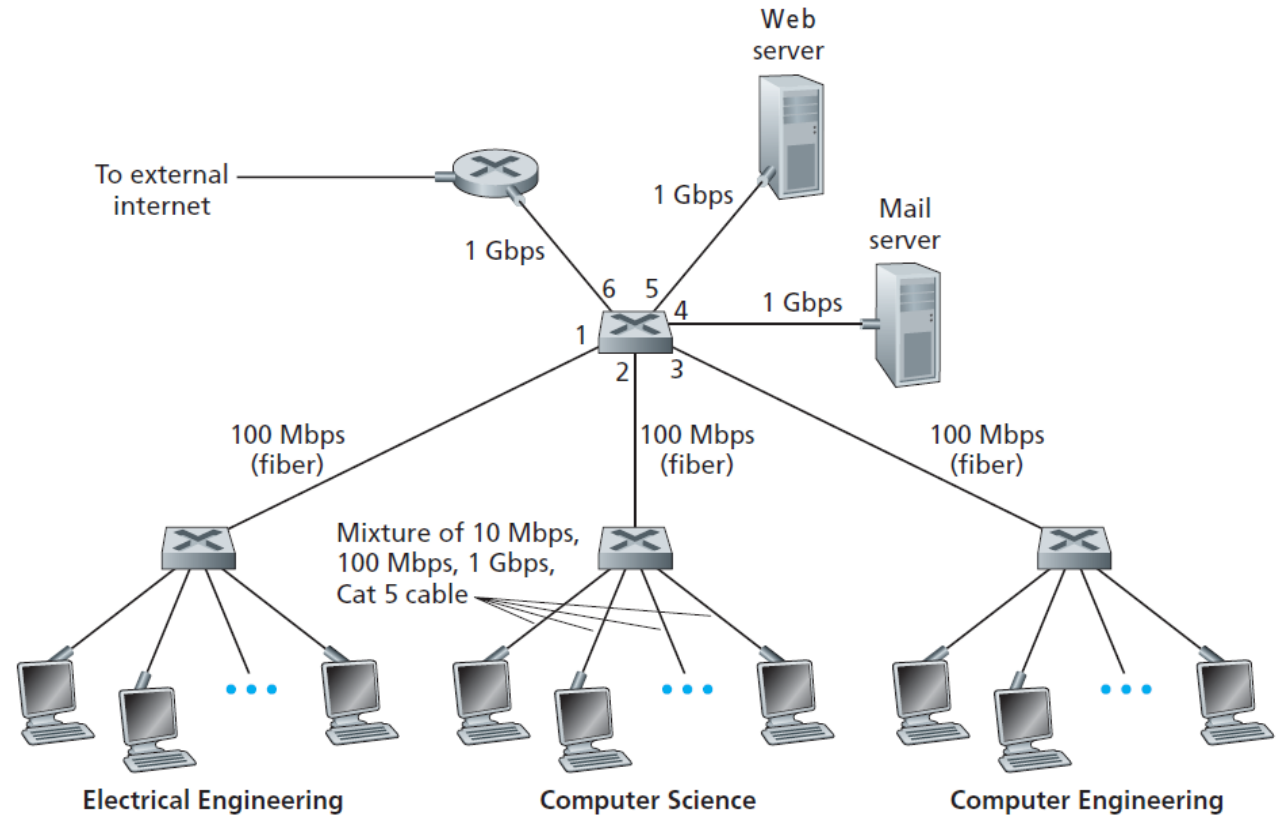 Web
server
To external
internet
1 Gbps
Mail
server
1 Gbps
6
5
4
1 Gbps
1
2
3
100 Mbps
(fiber)
100 Mbps
(fiber)
100 Mbps
(fiber)
Mixture of 10 Mbps,
100 Mbps, 1 Gbps,
Cat 5 cable
Electrical Engineering
Computer Science
Computer Engineering